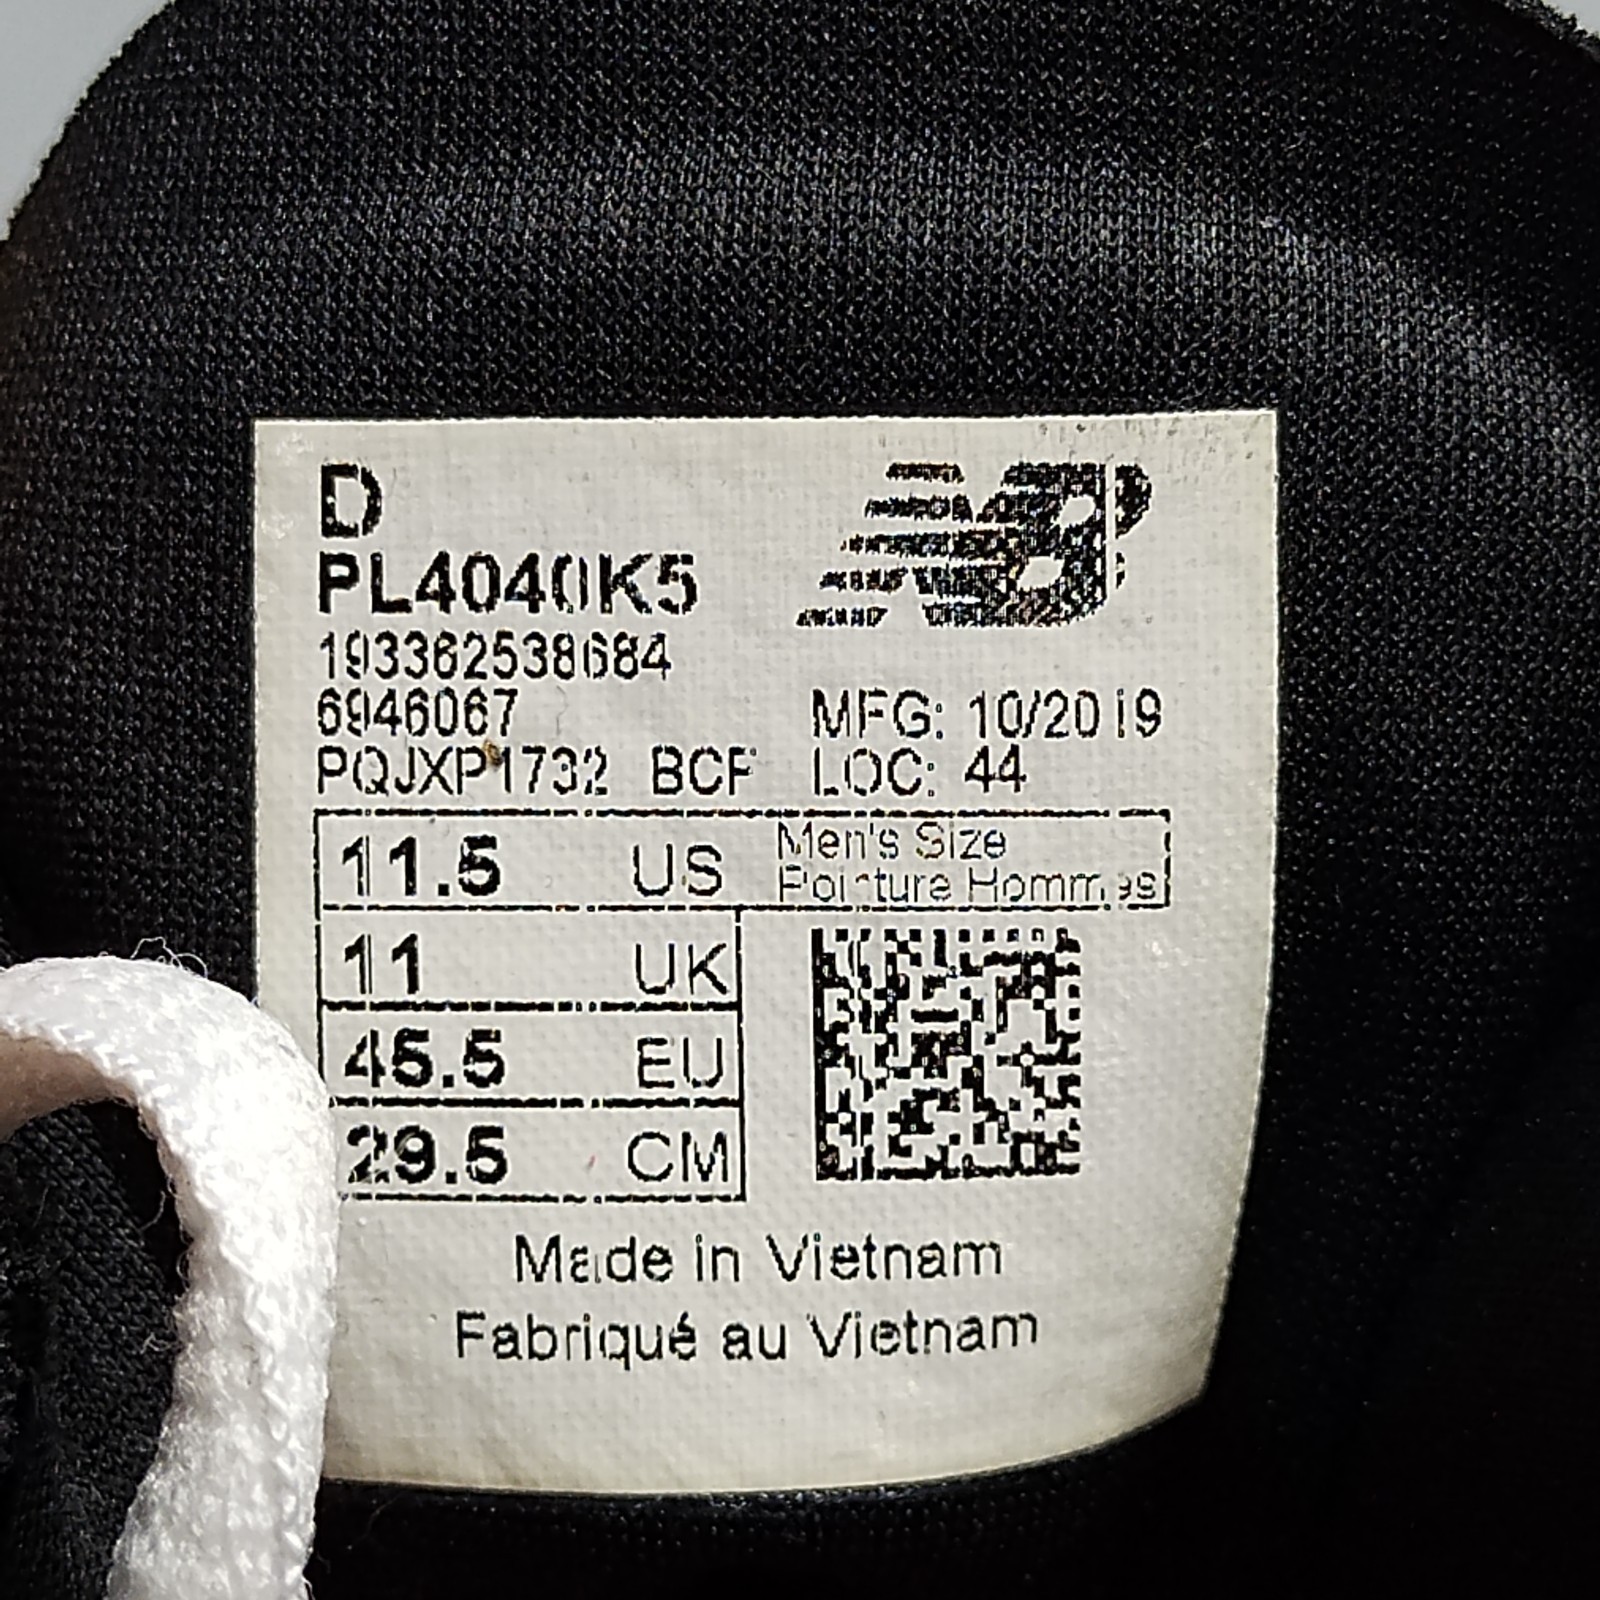 D
PL4040K5
193362538684
6946067
MFG: 10/2019
PQJXP1732 BCF
LOC: 44
11.5 US Men's Size
Pointure Hommes
11 UK
45.5 EU
29.5 CM
Made in Vietnam
Fabriqué au Vietnam